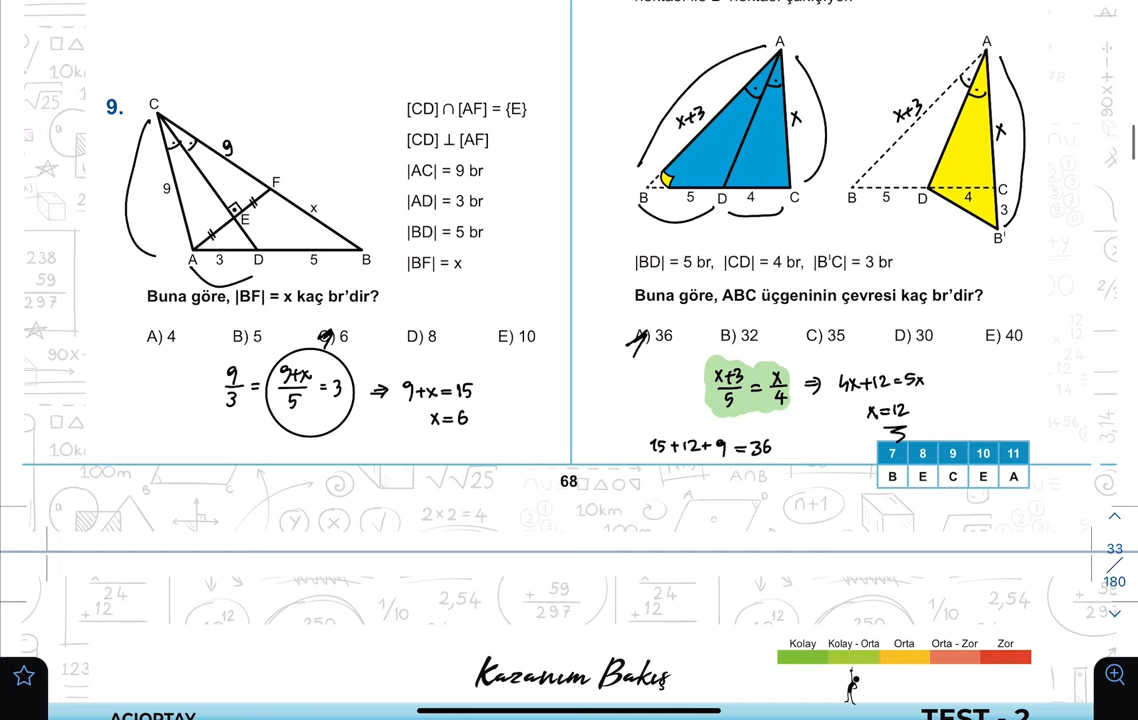 noktası ile B' noktası çakışıyor.
9.
C
9
9
F
x
E
A 3 D 5 B
[CD] ∩ [AF] = {E}
[CD] ⊥ [AF]
|AC| = 9 br
|AD| = 3 br
|BD| = 5 br
|BF| = x
Buna göre, |BF| = x kaç br'dir?
A) 4 B) 5 C) 6 D) 8 E) 10
9/3 = (9+x)/5 = 3 ⇒ 9+x=15
x=6
A
x+3
x
B 5 D 4 C
A
x+3
x
B 5 D 4 C
3
B'
|BD| = 5 br, |CD| = 4 br, |B'C| = 3 br
Buna göre, ABC üçgeninin çevresi kaç br'dir?
A) 36 B) 32 C) 35 D) 30 E) 40
(x+3)/5 = x/4 ⇒ 4x+12=5x
x=12
15+12+9=36
7 8 9 10 11
B E C E A
68
33
180
Kolay Kolay - Orta Orta Orta - Zor Zor
Kazanım Bakış
AÇIORTAY
TEST - 2